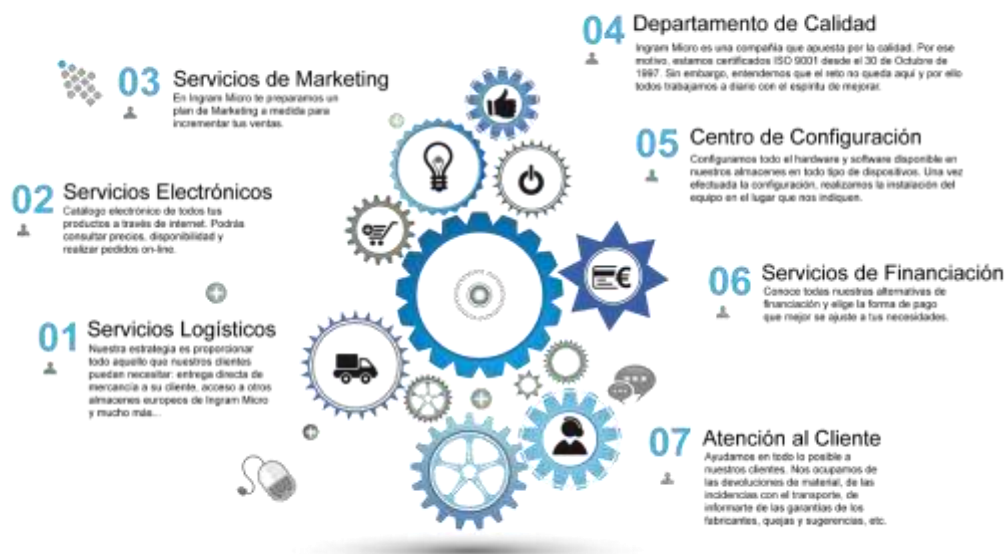 01
Servicios Logísticos
Nuestra estrategia es proporcionar
todo aquello que nuestros clientes
puedan necesitar: entrega directa de
mercancía a su cliente, acceso a otros
almacenes europeos de Ingram Micro
y mucho más...
02
Servicios Electrónicos
Catálogo electrónico de todos tus
productos a través de internet. Podrás
consultar precios, disponibilidad y
realizar pedidos on-line.
03
Servicios de Marketing
En Ingram Micro te preparamos un
plan de Marketing a medida para
incrementar tus ventas.
04
Departamento de Calidad
Ingram Micro es una compañía que apuesta por la calidad. Por ese
motivo, estamos certificados ISO 9001 desde el 30 de Octubre de
1997. Sin embargo, entendemos que el reto no queda aquí y por ello
todos trabajamos a diario con el espíritu de mejorar.
05
Centro de Configuración
Configuramos todo el hardware y software disponible en
nuestros almacenes en todo tipo de dispositivos. Una vez
efectuada la configuración, realizamos la instalación del
equipo en el lugar que nos indiquen.
06
Servicios de Financiación
Conoce todas nuestras alternativas de
financiación y elige la forma de pago
que mejor se ajuste a tus necesidades.
07
Atención al Cliente
Ayudamos en todo lo posible a
nuestros clientes. Nos ocupamos de
las devoluciones de material, de las
incidencias con el transporte, de
informarte de las garantías de los
fabricantes, quejas y sugerencias, etc.
€